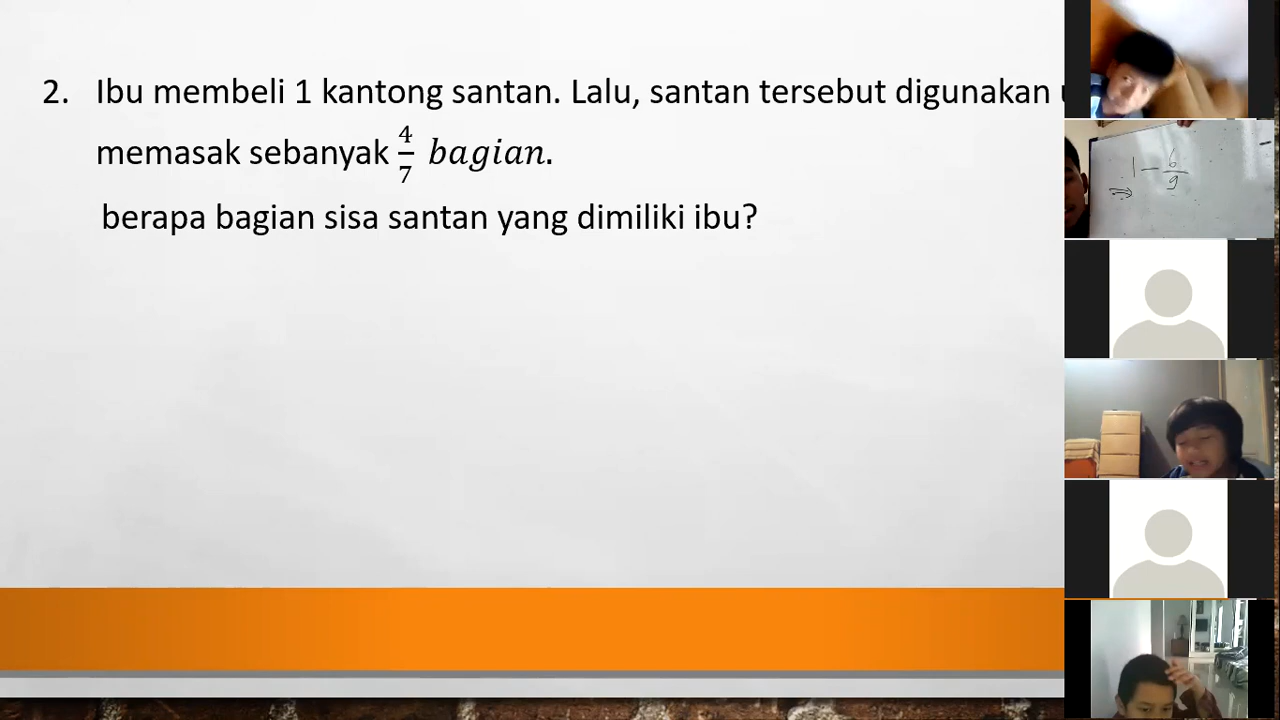 2. Ibu membeli 1 kantong santan. Lalu, santan tersebut digunakan
memasak sebanyak 4/7 bagian.
berapa bagian sisa santan yang dimiliki ibu?
1 - 6/9